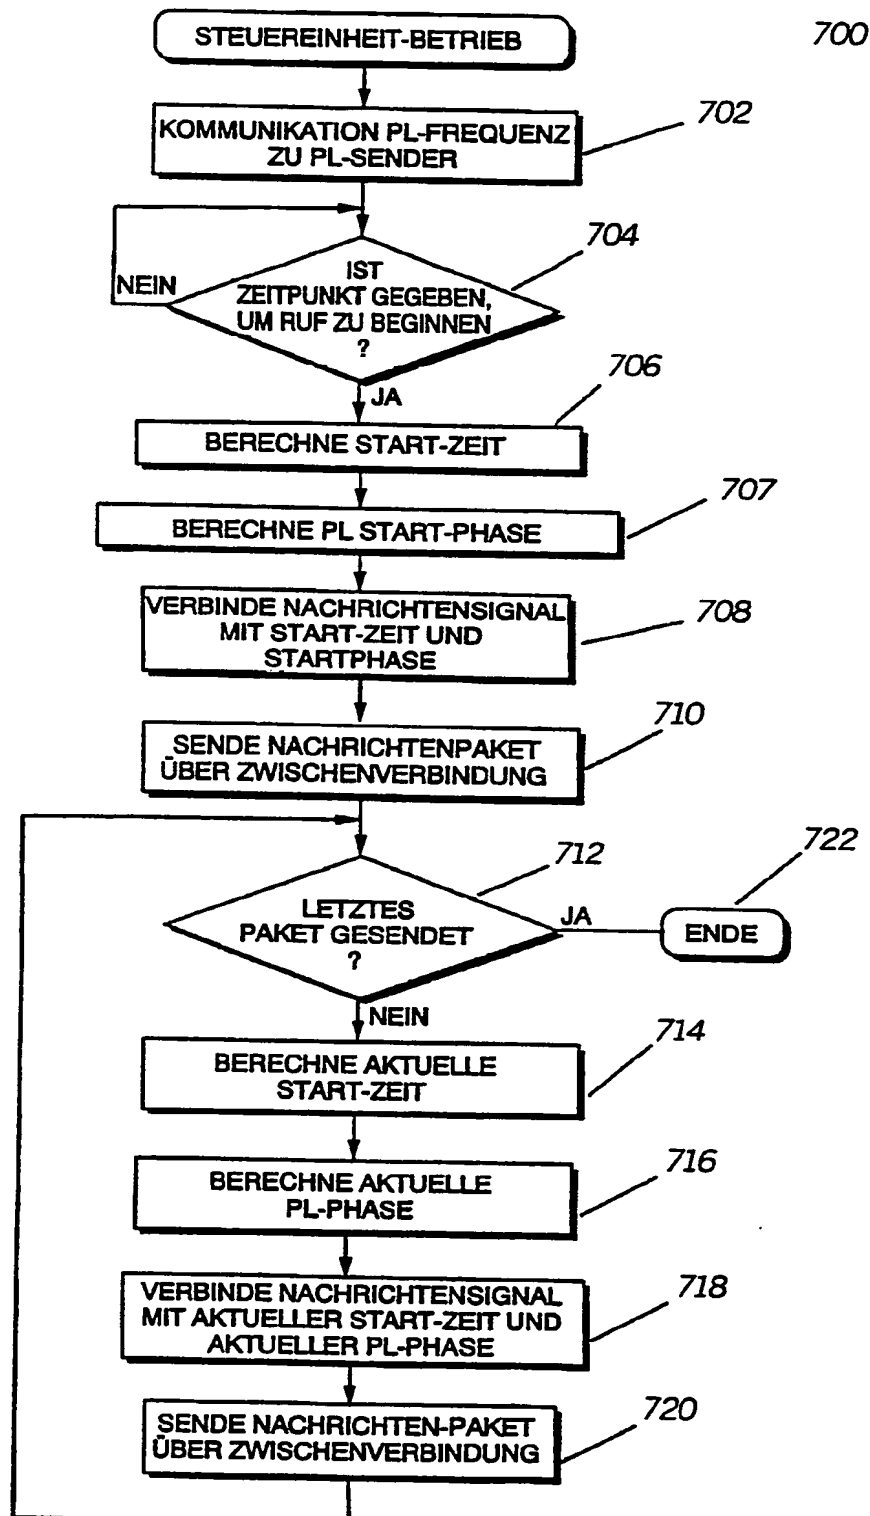 STEUEREINHEIT-BETRIEB
700
KOMMUNIKATION PL-FREQUENZ
ZU PL-SENDER
702
IST
ZEITPUNKT GEGEBEN,
UM RUF ZU BEGINNEN
?
704
NEIN
JA
706
BERECHNE START-ZEIT
707
BERECHNE PL START-PHASE
VERBINDE NACHRICHTENSIGNAL
MIT START-ZEIT UND
STARTPHASE
708
710
SENDE NACHRICHTENPAKET
ÜBER ZWISCHENVERBINDUNG
712
722
LETZTES
PAKET GESENDET
?
JA
ENDE
NEIN
714
BERECHNE AKTUELLE
START-ZEIT
716
BERECHNE AKTUELLE
PL-PHASE
718
VERBINDE NACHRICHTENSIGNAL
MIT AKTUELLER START-ZEIT UND
AKTUELLER PL-PHASE
720
SENDE NACHRICHTEN-PAKET
ÜBER ZWISCHENVERBINDUNG